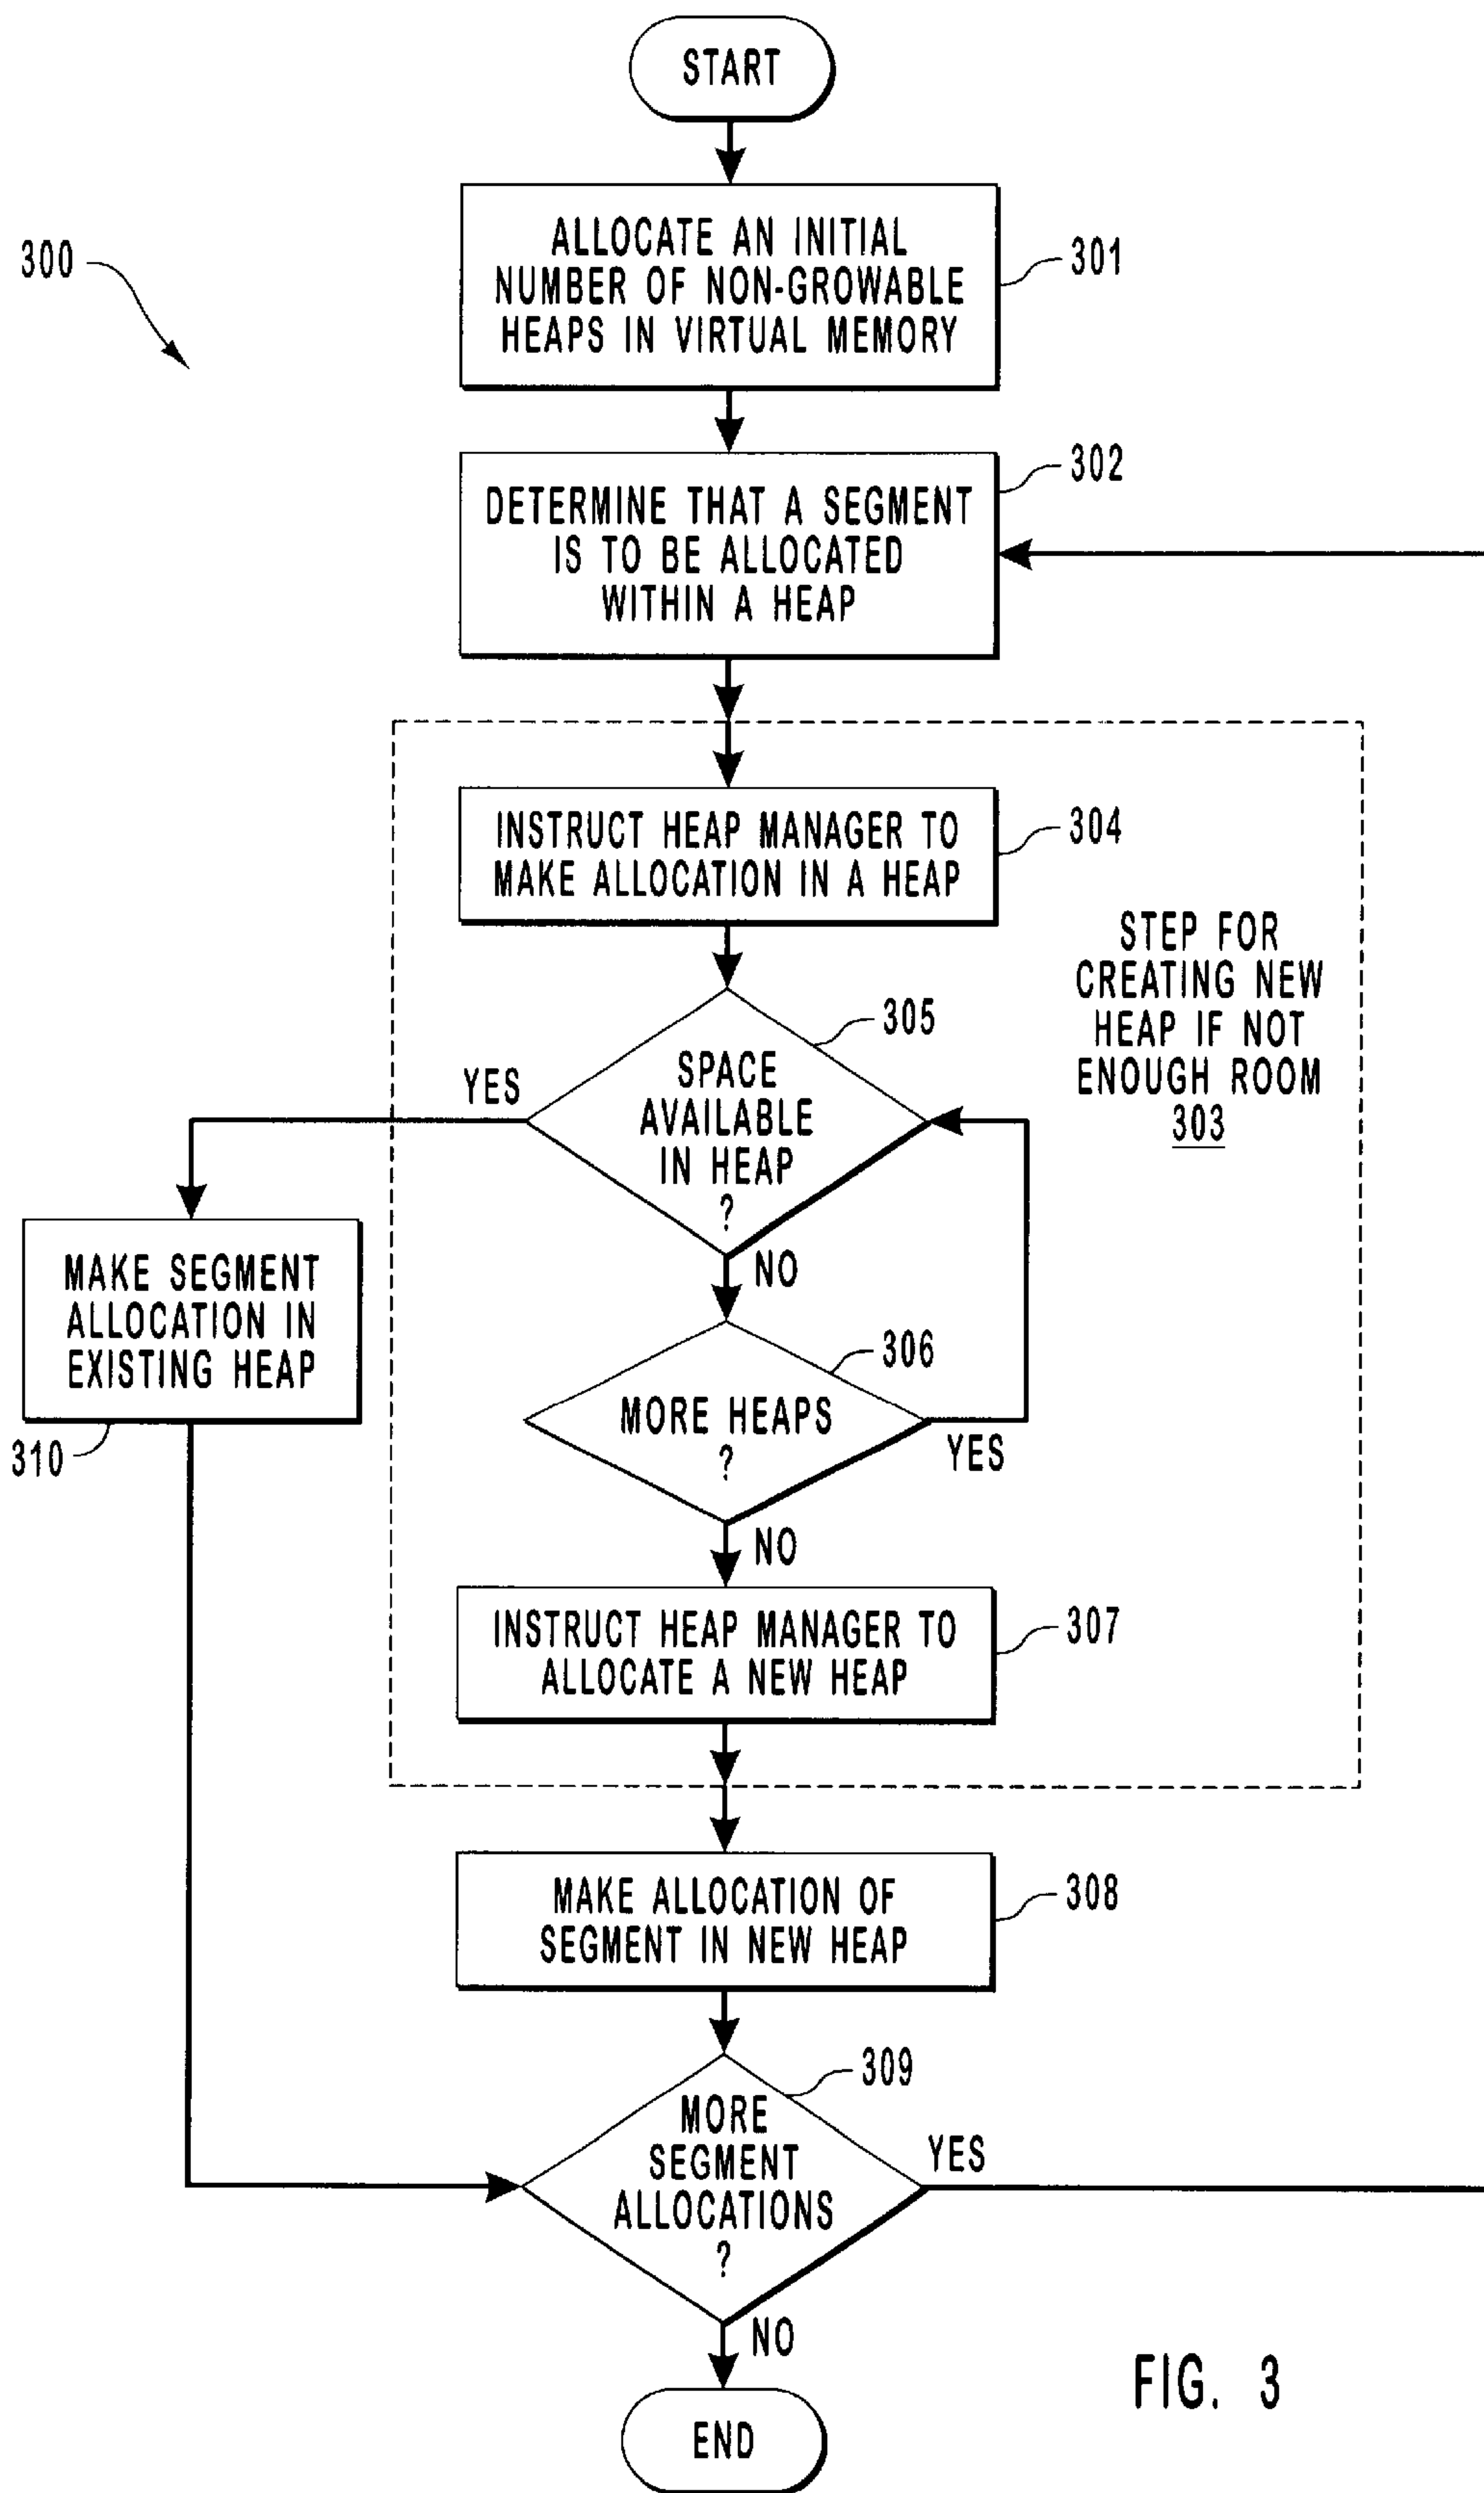 START
300
ALLOCATE AN INITIAL
NUMBER OF NON-GROWABLE
HEAPS IN VIRTUAL MEMORY
301
DETERMINE THAT A SEGMENT
IS TO BE ALLOCATED
WITHIN A HEAP
302
INSTRUCT HEAP MANAGER TO
MAKE ALLOCATION IN A HEAP
304
STEP FOR
CREATING NEW
HEAP IF NOT
ENOUGH ROOM
303
305
SPACE
AVAILABLE
IN HEAP
?
YES
NO
MAKE SEGMENT
ALLOCATION IN
EXISTING HEAP
310
306
MORE HEAPS
?
YES
NO
INSTRUCT HEAP MANAGER TO
ALLOCATE A NEW HEAP
307
MAKE ALLOCATION OF
SEGMENT IN NEW HEAP
308
309
MORE
SEGMENT
ALLOCATIONS
?
YES
NO
END
FIG. 3